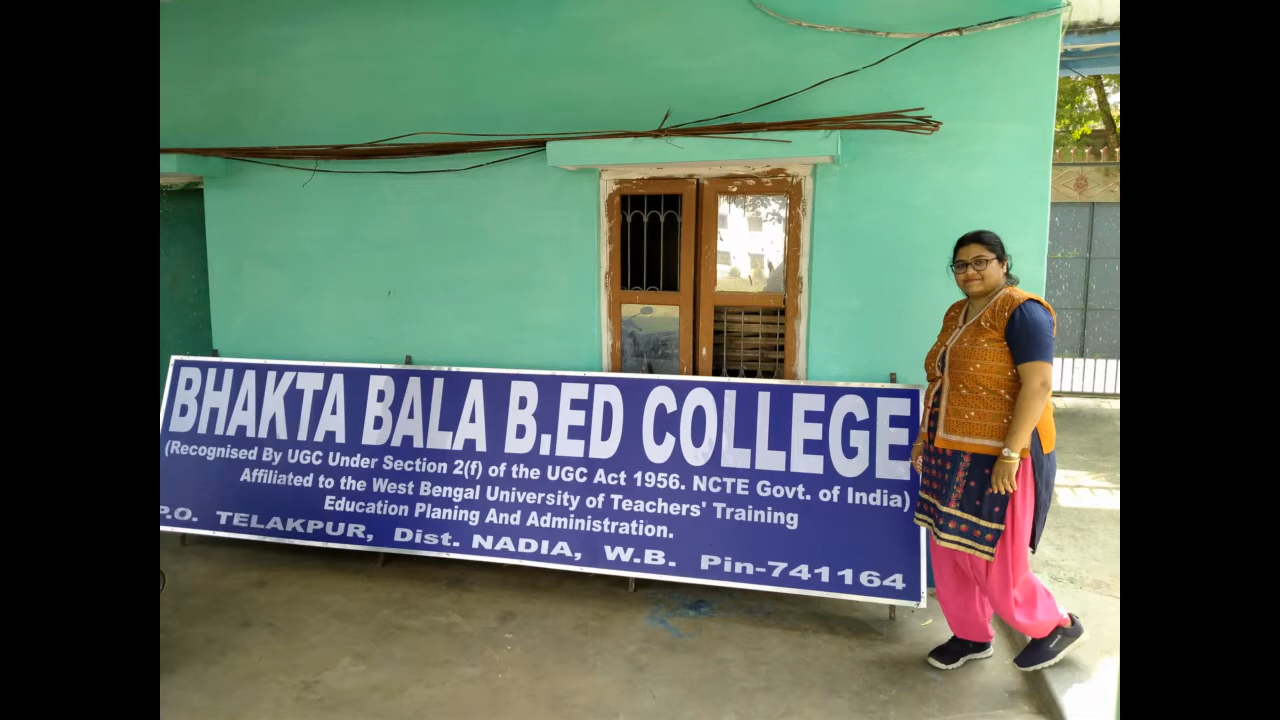 BHAKTA BALA B.ED COLLEGE
(Recognised By UGC Under Section 2(f) of the UGC Act 1956. NCTE Govt. of India)
Affiliated to the West Bengal University of Teachers' Training
Education Planing And Administration.
P.O. TELAKPUR, Dist. NADIA, W.B. Pin-741164